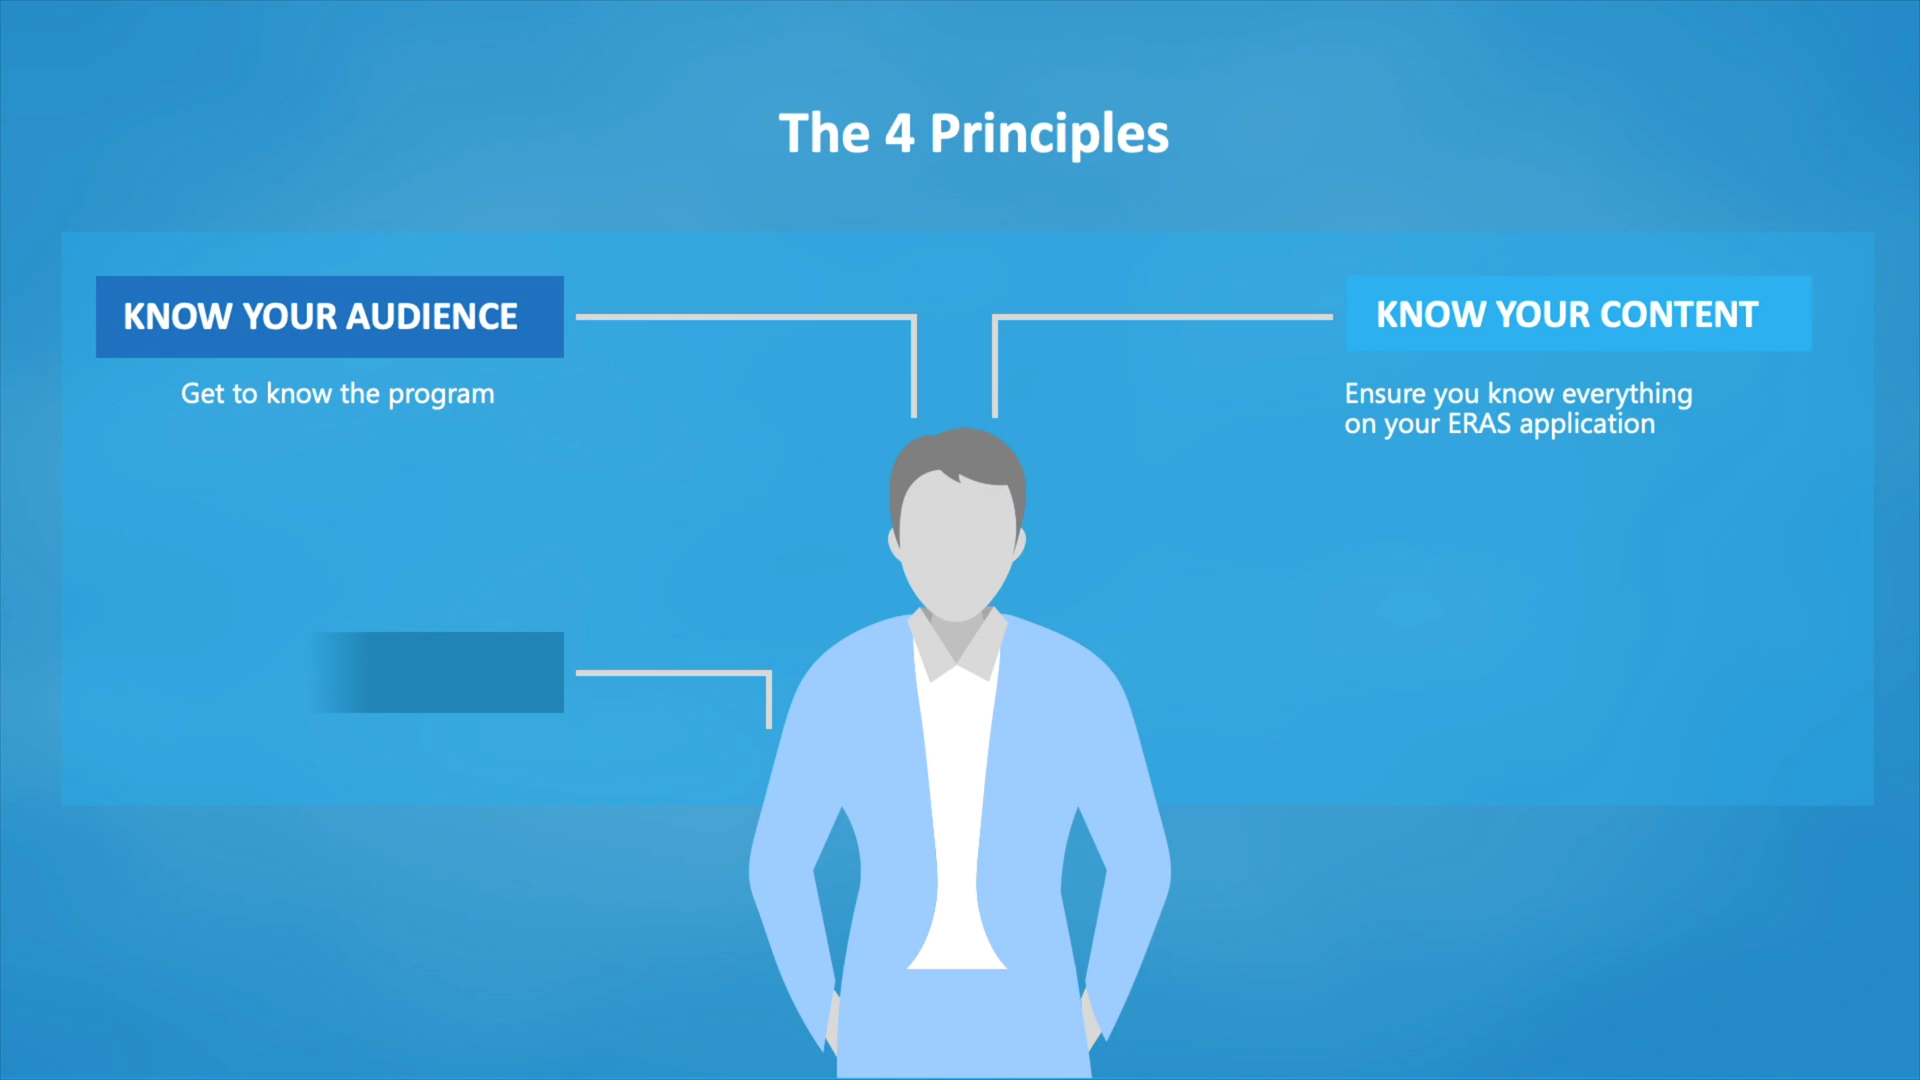 The 4 Principles
KNOW YOUR AUDIENCE
Get to know the program
KNOW YOUR CONTENT
Ensure you know everything
on your ERAS application